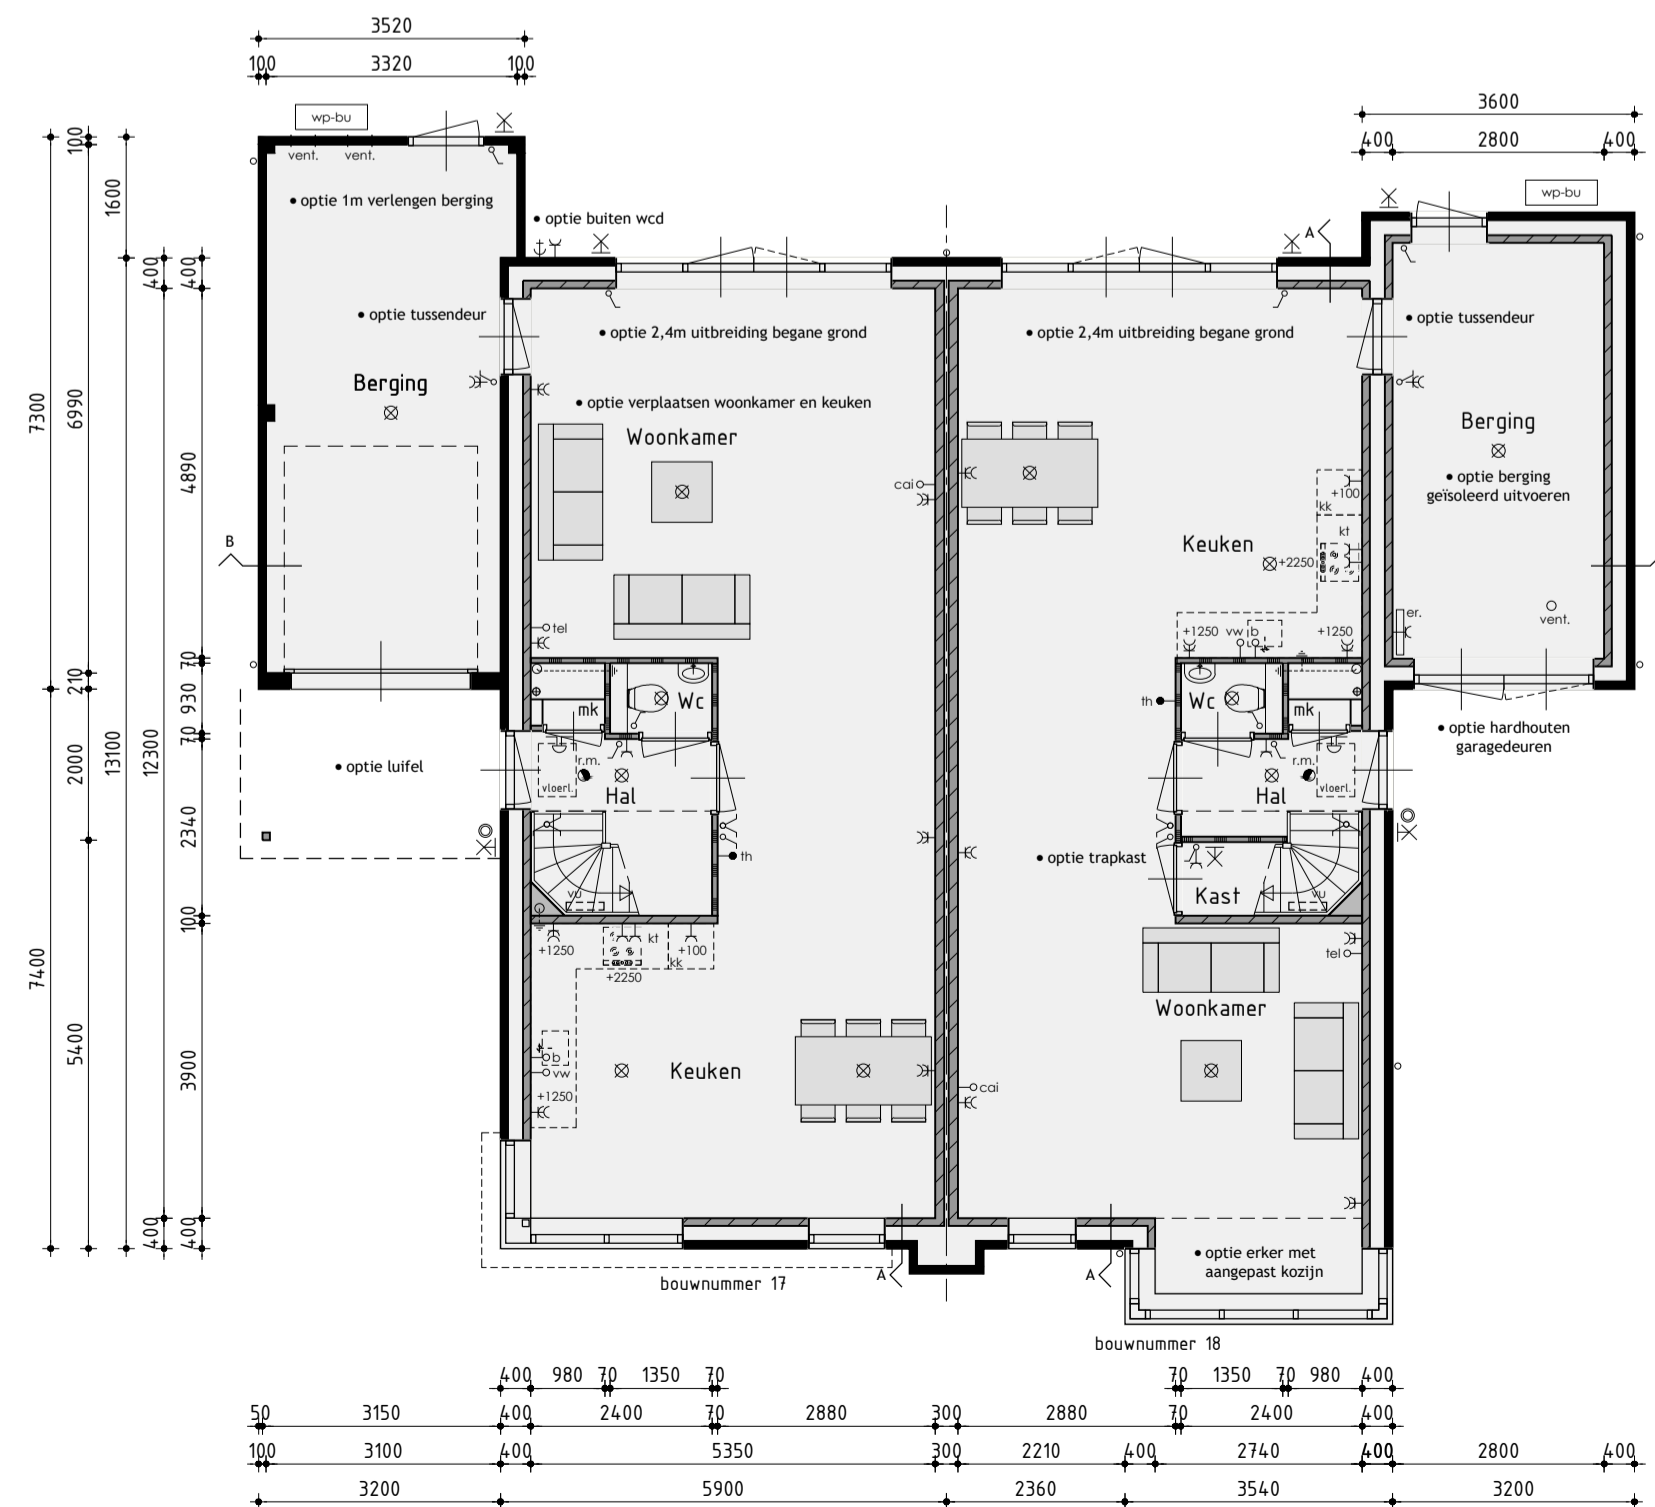 3520
100 3320 100
wp-bu
3600
400 2800 400
wp-bu
vent. vent.
• optie 1m verlengen berging
• optie buiten wcd
A
• optie tussendeur
• optie 2,4m uitbreiding begane grond
• optie 2,4m uitbreiding begane grond
• optie tussendeur
Berging
• optie verplaatsen woonkamer en keuken
Woonkamer
Berging
• optie berging
geïsoleerd uitvoeren
cai
+100
kk
kt
Keuken
+2250
B
er.
vent.
tel
+1250 vw b +1250
Wc
mk
th
Wc
mk
• optie hardhouten
garagedeuren
• optie luifel
r.m.
vloerl.
Hal
r.m.
vloerl.
Hal
th
• optie trapkast
vu
Kast
vu
+1250
kt
+100
kk
+2250
tel
Woonkamer
b
vw
+1250
Keuken
cai
• optie erker met
aangepast kozijn
A
A
bouwnummer 17
bouwnummer 18
7300
7400
100
6990
210
2000
5400
1600
13100
400
12300
400
400
4890
70
930
70
2340
100
3900
400
400 980 70 1350 70
70 1350 70 980 400
50 3150 400 2400 70 2880 300 2880 70 2400 400
100 3100 400 5350 300 2210 400 2740 400 2800 400
3200 5900 2360 3540 3200